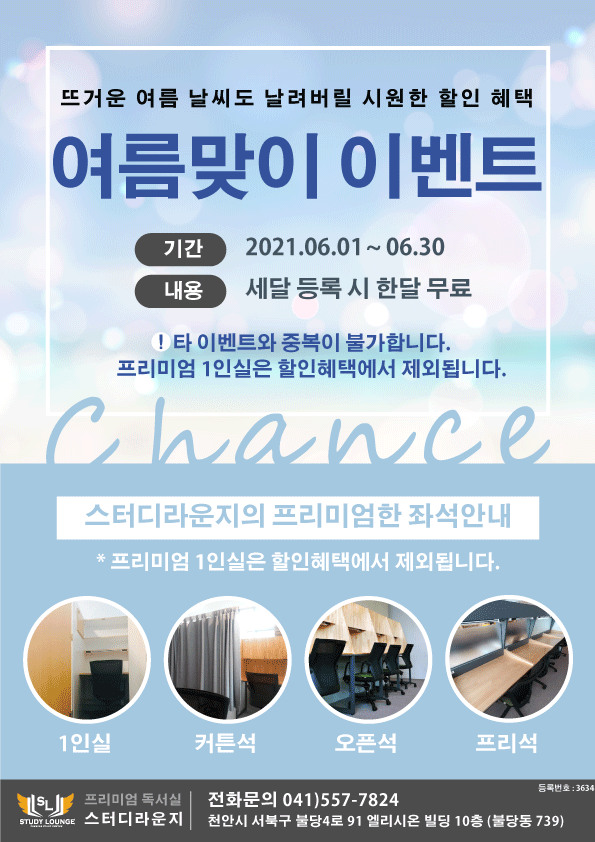 뜨거운 여름 날씨도 날려버릴 시원한 할인 혜택
여름맞이 이벤트
기간 2021.06.01 ~ 06.30
내용 세달 등록 시 한달 무료
! 타 이벤트와 중복이 불가합니다.
프리미엄 1인실은 할인혜택에서 제외됩니다.
Chance
스터디라운지의 프리미엄한 좌석안내
* 프리미엄 1인실은 할인혜택에서 제외됩니다.
1인실 커튼석 오픈석 프리석
등록번호 : 3634
SL
STUDY LOUNGE
프리미엄 독서실
스터디라운지
전화문의 041)557-7824
천안시 서북구 불당4로 91 엘리시온 빌딩 10층 (불당동 739)